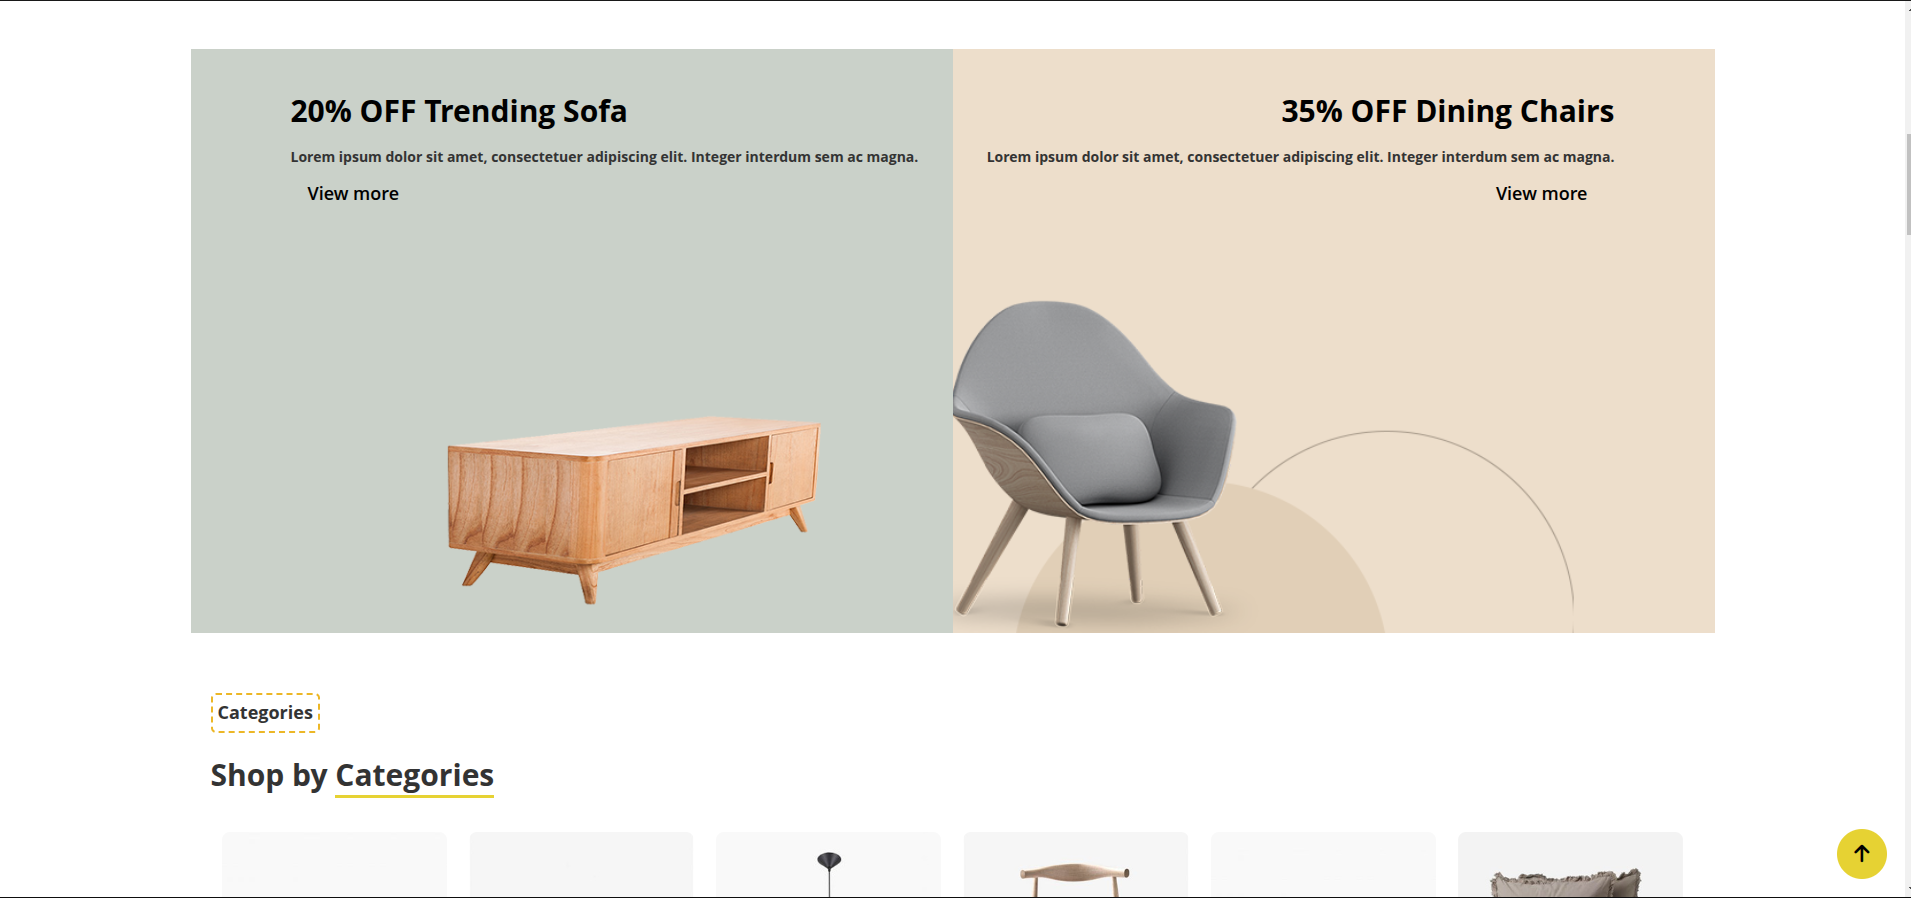 20% OFF Trending Sofa
Lorem ipsum dolor sit amet, consectetuer adipiscing elit. Integer interdum sem ac magna.
View more
35% OFF Dining Chairs
Lorem ipsum dolor sit amet, consectetuer adipiscing elit. Integer interdum sem ac magna.
View more
Categories
Shop by Categories